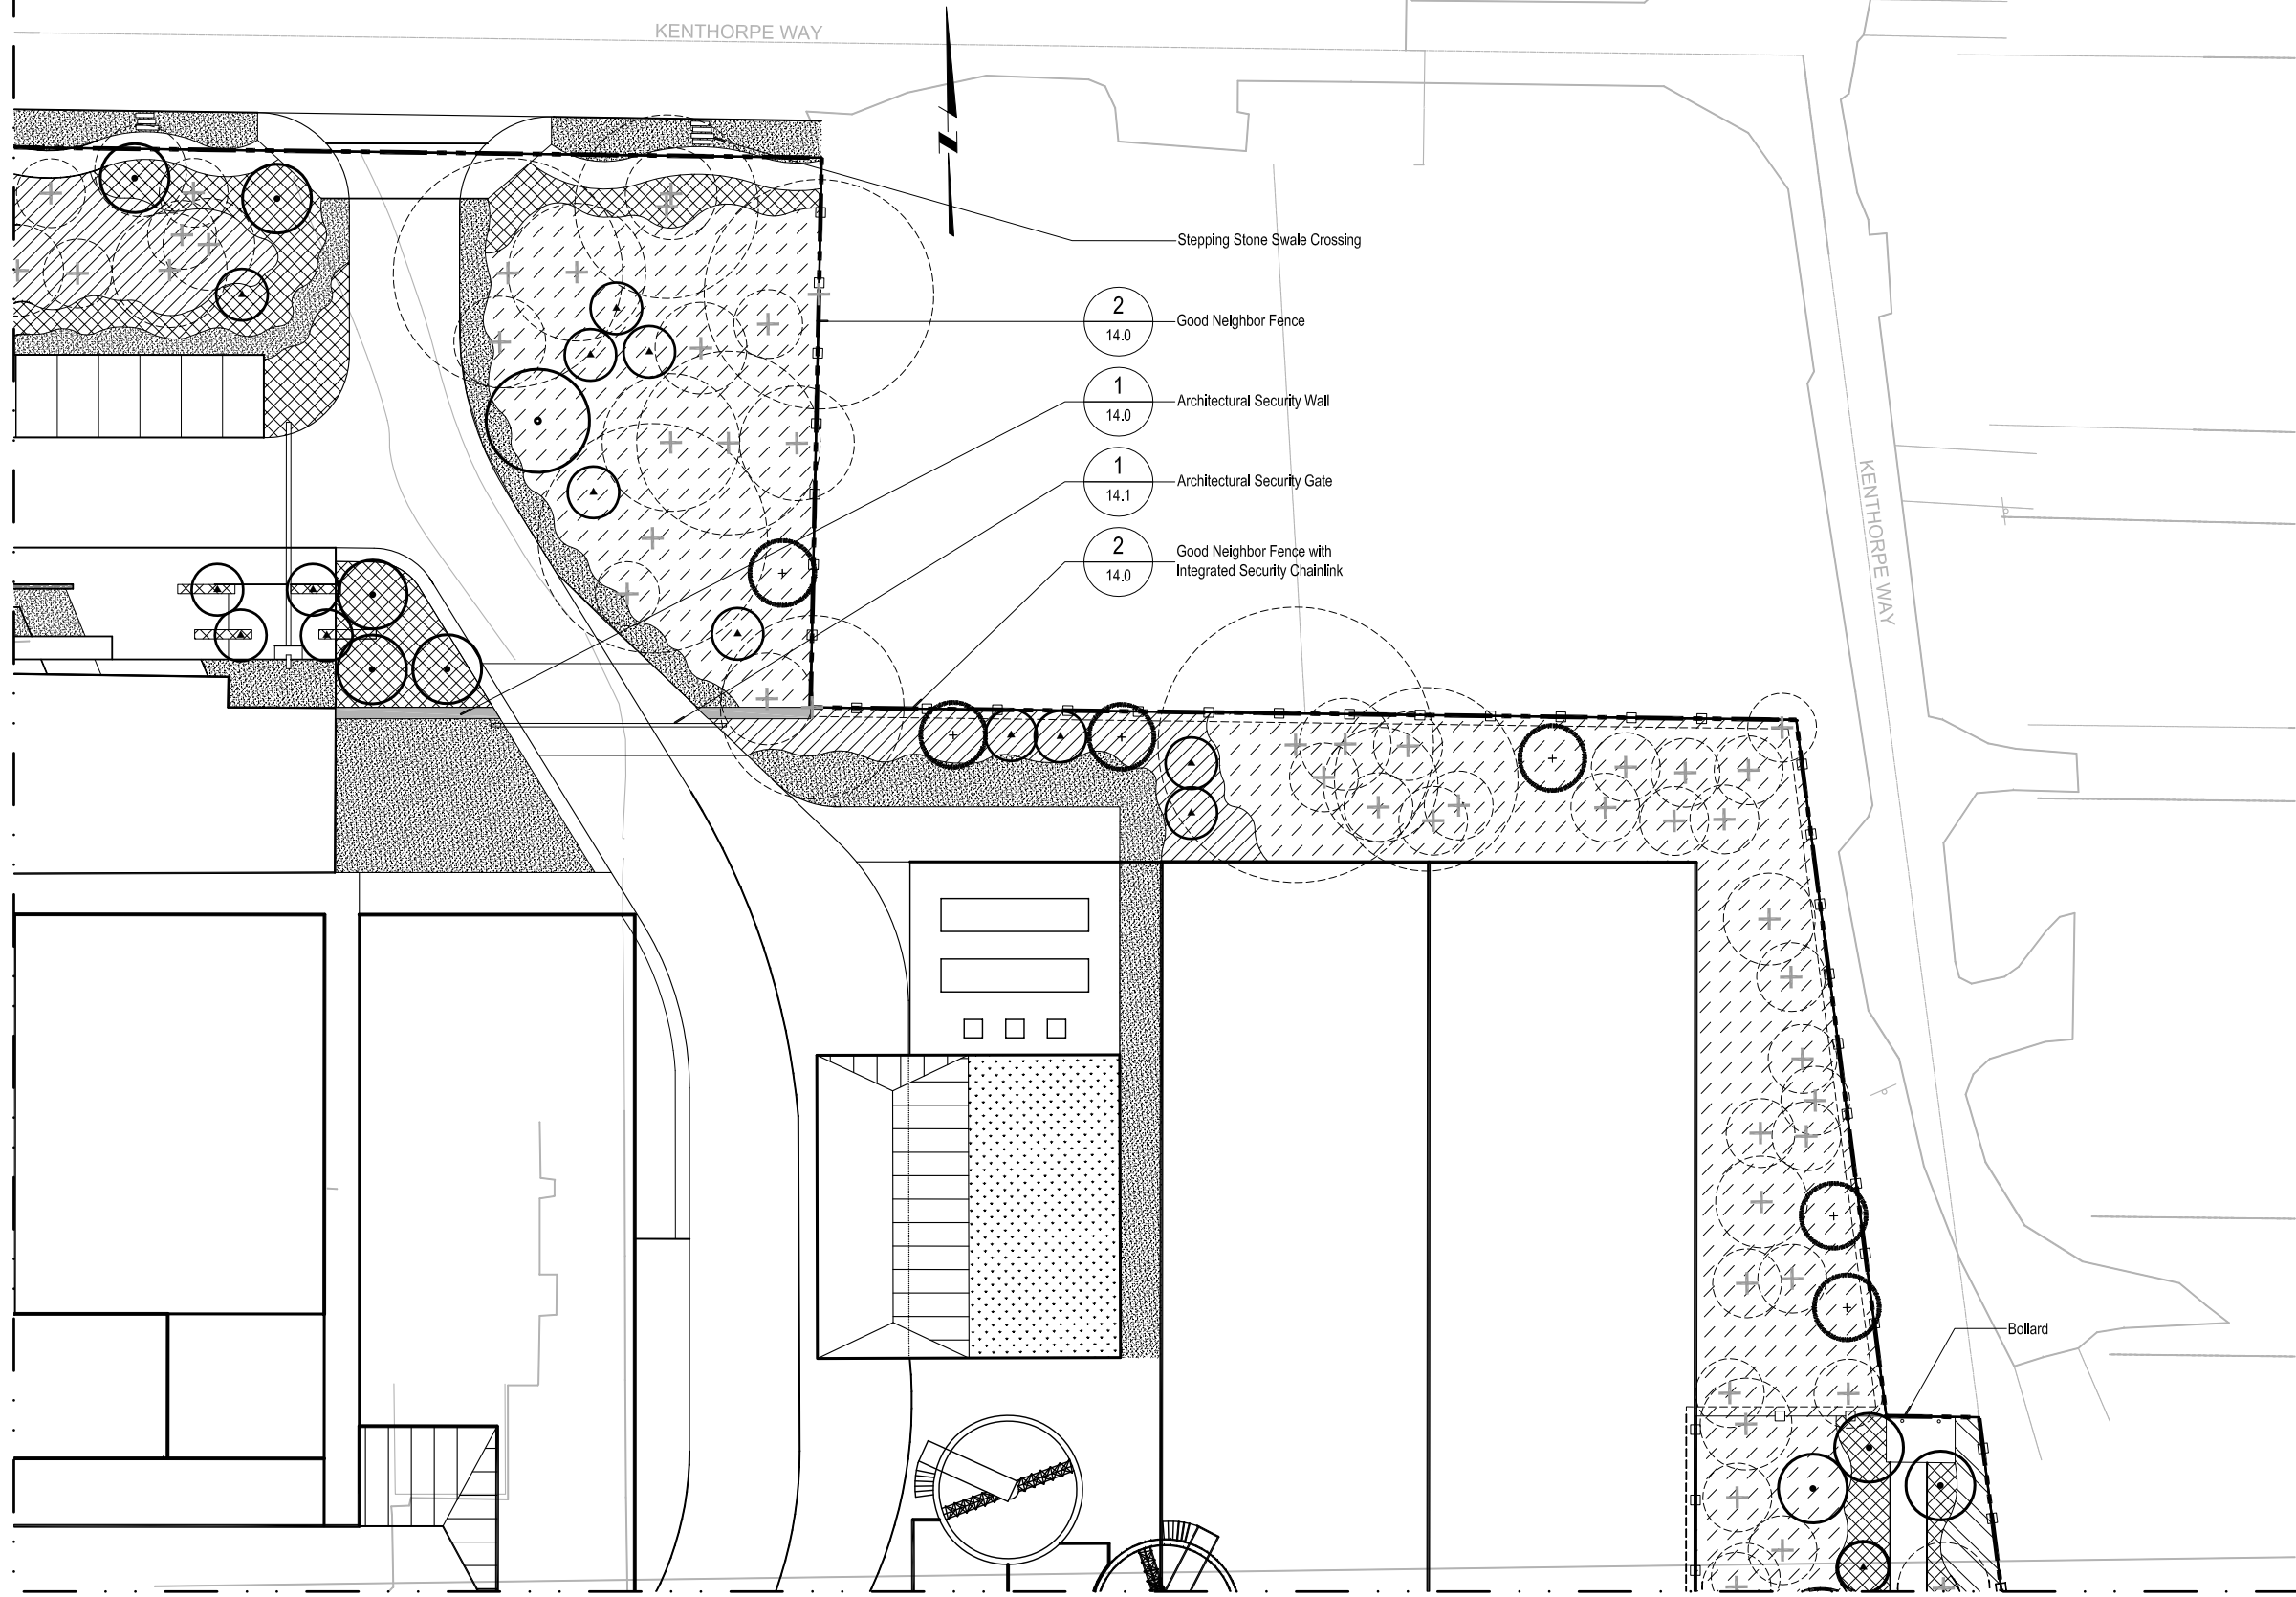 KENTHORPE WAY
N
Stepping Stone Swale Crossing
2
14.0
Good Neighbor Fence
1
14.0
Architectural Security Wall
1
14.1
Architectural Security Gate
2
14.0
Good Neighbor Fence with
Integrated Security Chainlink
KENTHORPE WAY
Bollard